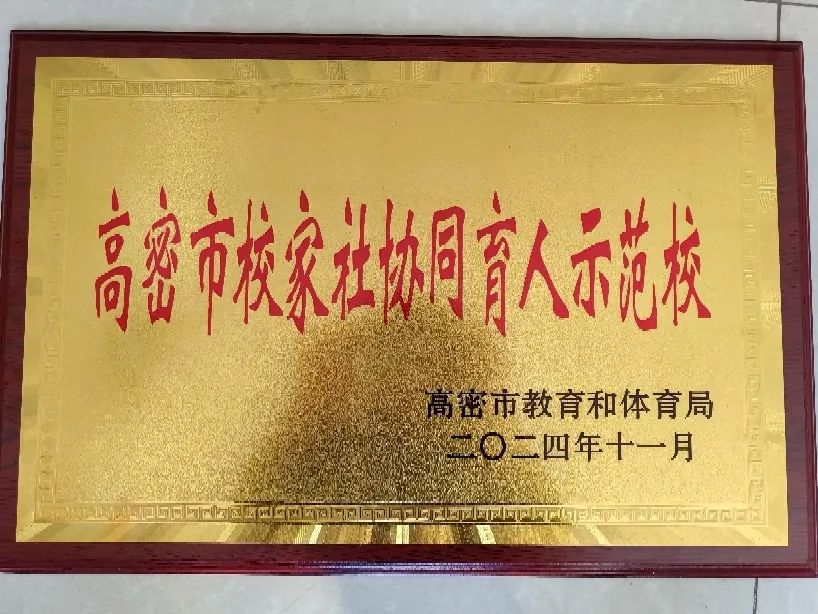 高密市校家社协同育人示范校
高密市教育和体育局
二〇二四年十一月